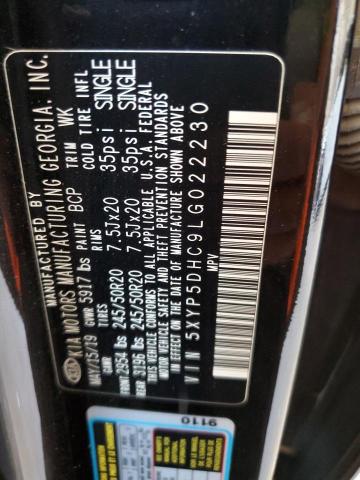 MANUFACTURED BY
KIA KIA MOTORS MANUFACTURING GEORGIA, INC.
MAY/15/19 GVWR 5917 lbs PAINT BCP TRIM WK
GAWR TIRES RIMS COLD TIRE INFL
FRONT 2954 lbs 245/50R20 7.5Jx20 35psi SINGLE
REAR 3196 lbs 245/50R20 7.5Jx20 35psi SINGLE
THIS VEHICLE CONFORMS TO ALL APPLICABLE U.S.A. FEDERAL
MOTOR VEHICLE SAFETY AND THEFT PREVENTION STANDARDS
IN EFFECT ON THE DATE OF MANUFACTURE SHOWN ABOVE
VIN 5XYP5DHC9LG022230
MPV
9110